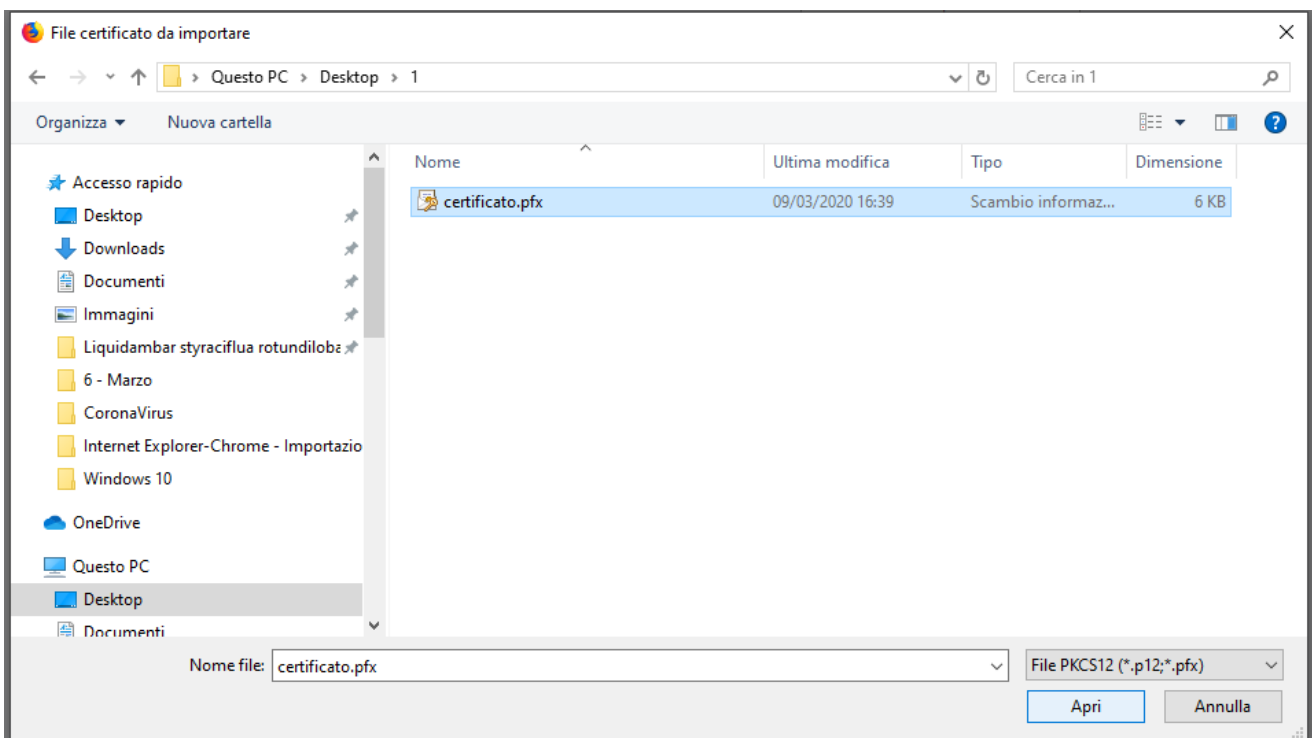 File certificato da importare
Questo PC > Desktop > 1
Cerca in 1
Organizza
Nuova cartella
Nome
Ultima modifica
Tipo
Dimensione
certificato.pfx
09/03/2020 16:39
Scambio informaz...
6 KB
Accesso rapido
Desktop
Downloads
Documenti
Immagini
Liquidambar styraciflua rotundiloba
6 - Marzo
CoronaVirus
Internet Explorer-Chrome - Importazio
Windows 10
OneDrive
Questo PC
Desktop
Documenti
Nome file:
certificato.pfx
File PKCS12 (*.p12;*.pfx)
Apri
Annulla